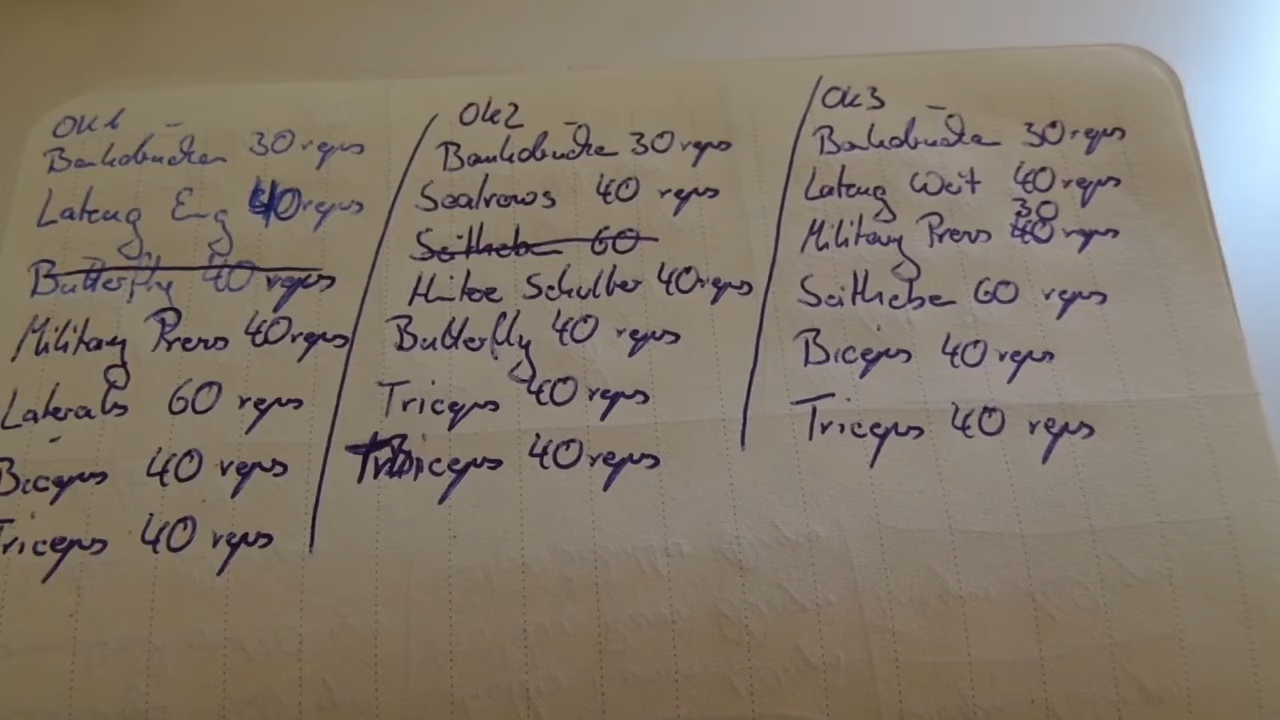 OK1
Bankdrücken 30 reps
Latzug Eng 40 reps
Butterfly 40 reps
Military Press 40 reps
Laterals 60 reps
Biceps 40 reps
Triceps 40 reps
OK2
Bankdrücken 30 reps
Sealrows 40 reps
Seitheben 60
Hintere Schulter 40 reps
Butterfly 40 reps
Triceps 40 reps
Biceps 40 reps
OK3
Bankdrücken 30 reps
Latzug Weit 40 reps
30
Military Press 40 reps
Seitheben 60 reps
Biceps 40 reps
Triceps 40 reps